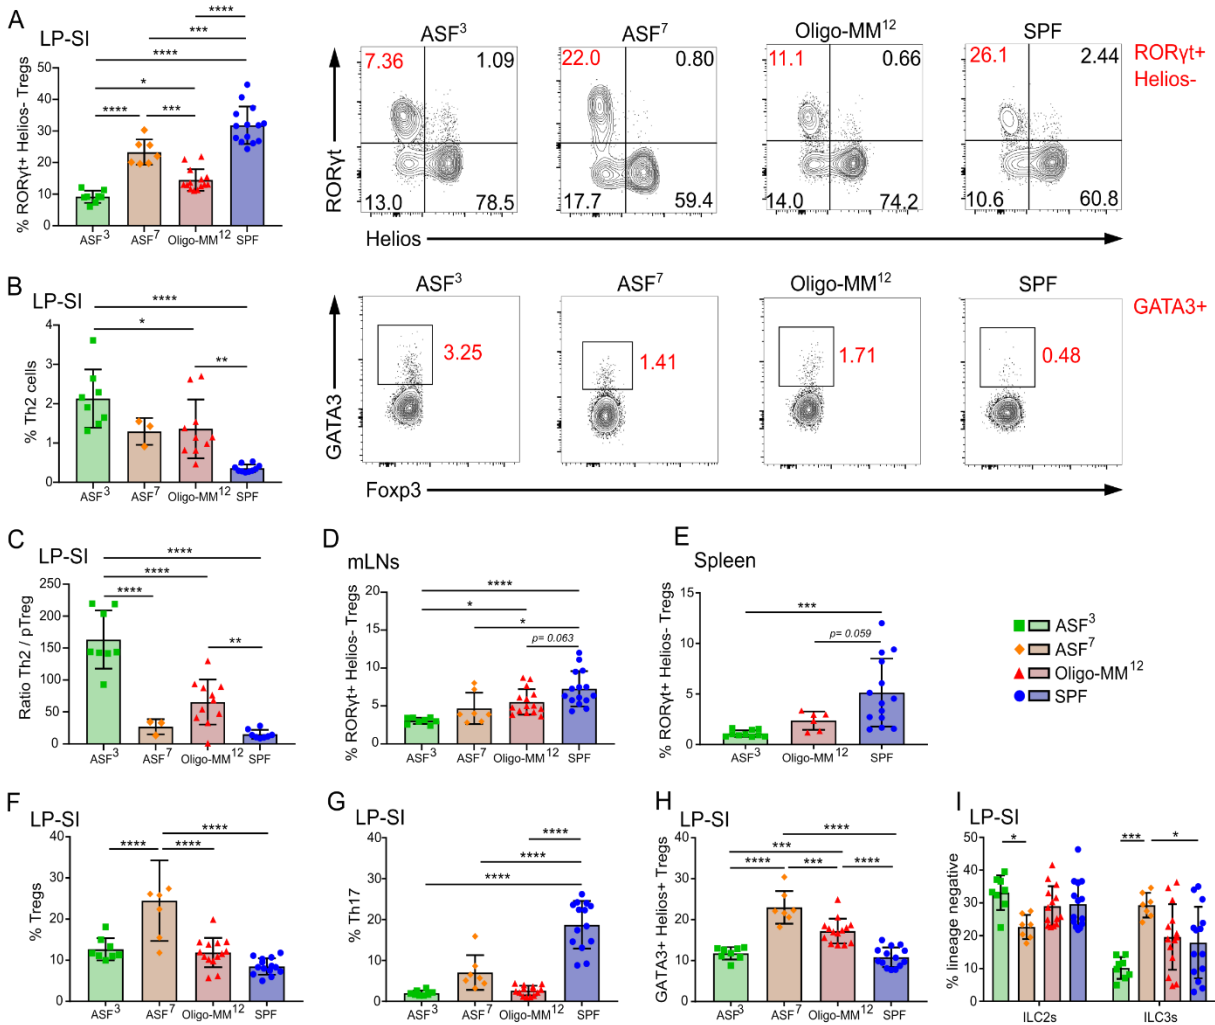 A
LP-SI
****
***
****
*
****
***
% RORγt+ Helios- Tregs
50
40
30
20
10
0
ASF3
ASF7
Oligo-MM12
SPF
ASF3
ASF7
Oligo-MM12
SPF
7.36
1.09
22.0
0.80
11.1
0.66
26.1
2.44
RORγt+
Helios-
RORγt
13.0
78.5
17.7
59.4
14.0
74.2
10.6
60.8
Helios
B
LP-SI
****
*
**
% Th2 cells
4
3
2
1
0
ASF3
ASF7
Oligo-MM12
SPF
ASF3
ASF7
Oligo-MM12
SPF
GATA3+
3.25
1.41
1.71
0.48
GATA3
Foxp3
C
LP-SI
****
****
****
**
Ratio Th2 / pTreg
250
200
150
100
50
0
ASF3
ASF7
Oligo-MM12
SPF
D
mLNs
****
*
*
p= 0.063
% RORγt+ Helios- Tregs
20
15
10
5
0
ASF3
ASF7
Oligo-MM12
SPF
E
Spleen
***
p= 0.059
% RORγt+ Helios- Tregs
15
10
5
0
ASF3
Oligo-MM12
SPF
ASF3
ASF7
Oligo-MM12
SPF
F
LP-SI
****
****
****
% Tregs
40
30
20
10
0
ASF3
ASF7
Oligo-MM12
SPF
G
LP-SI
****
****
****
% Th17
40
30
20
10
0
ASF3
ASF7
Oligo-MM12
SPF
H
LP-SI
****
***
****
***
****
GATA3+ Helios+ Tregs
40
30
20
10
0
ASF3
ASF7
Oligo-MM12
SPF
I
LP-SI
*
***
*
% lineage negative
50
40
30
20
10
0
ILC2s
ILC3s